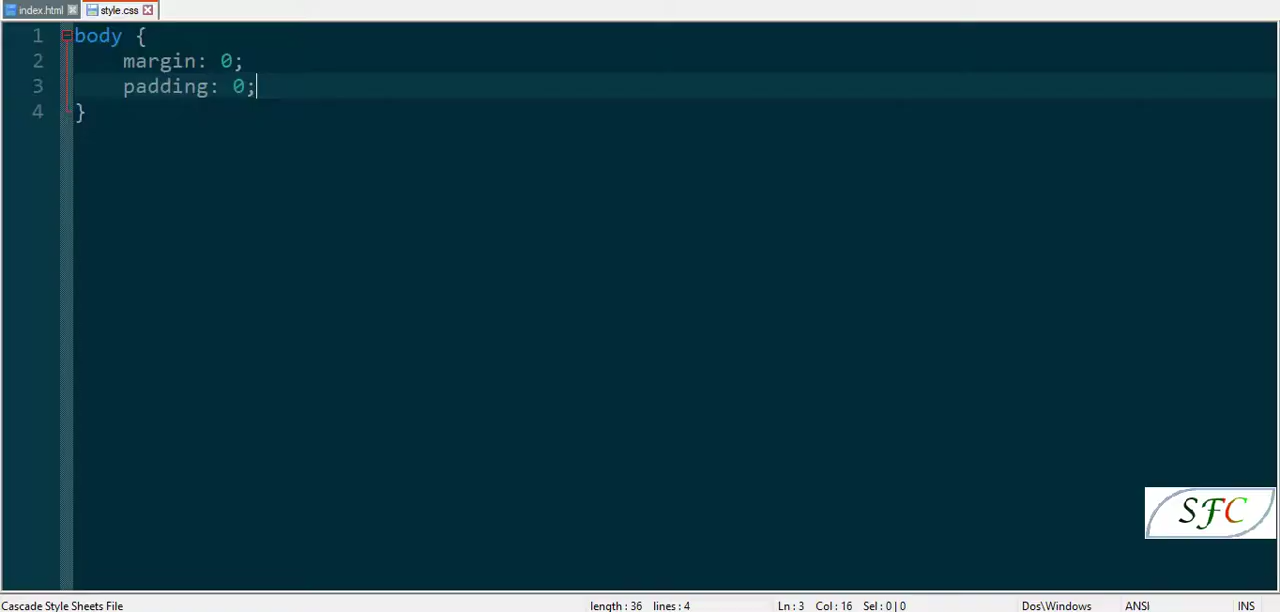 index.html style.css
1 body {
2 margin: 0;
3 padding: 0;
4 }
SFC
Cascade Style Sheets File length : 36 lines : 4 Ln : 3 Col : 16 Sel : 0 | 0 Dos\Windows ANSI INS